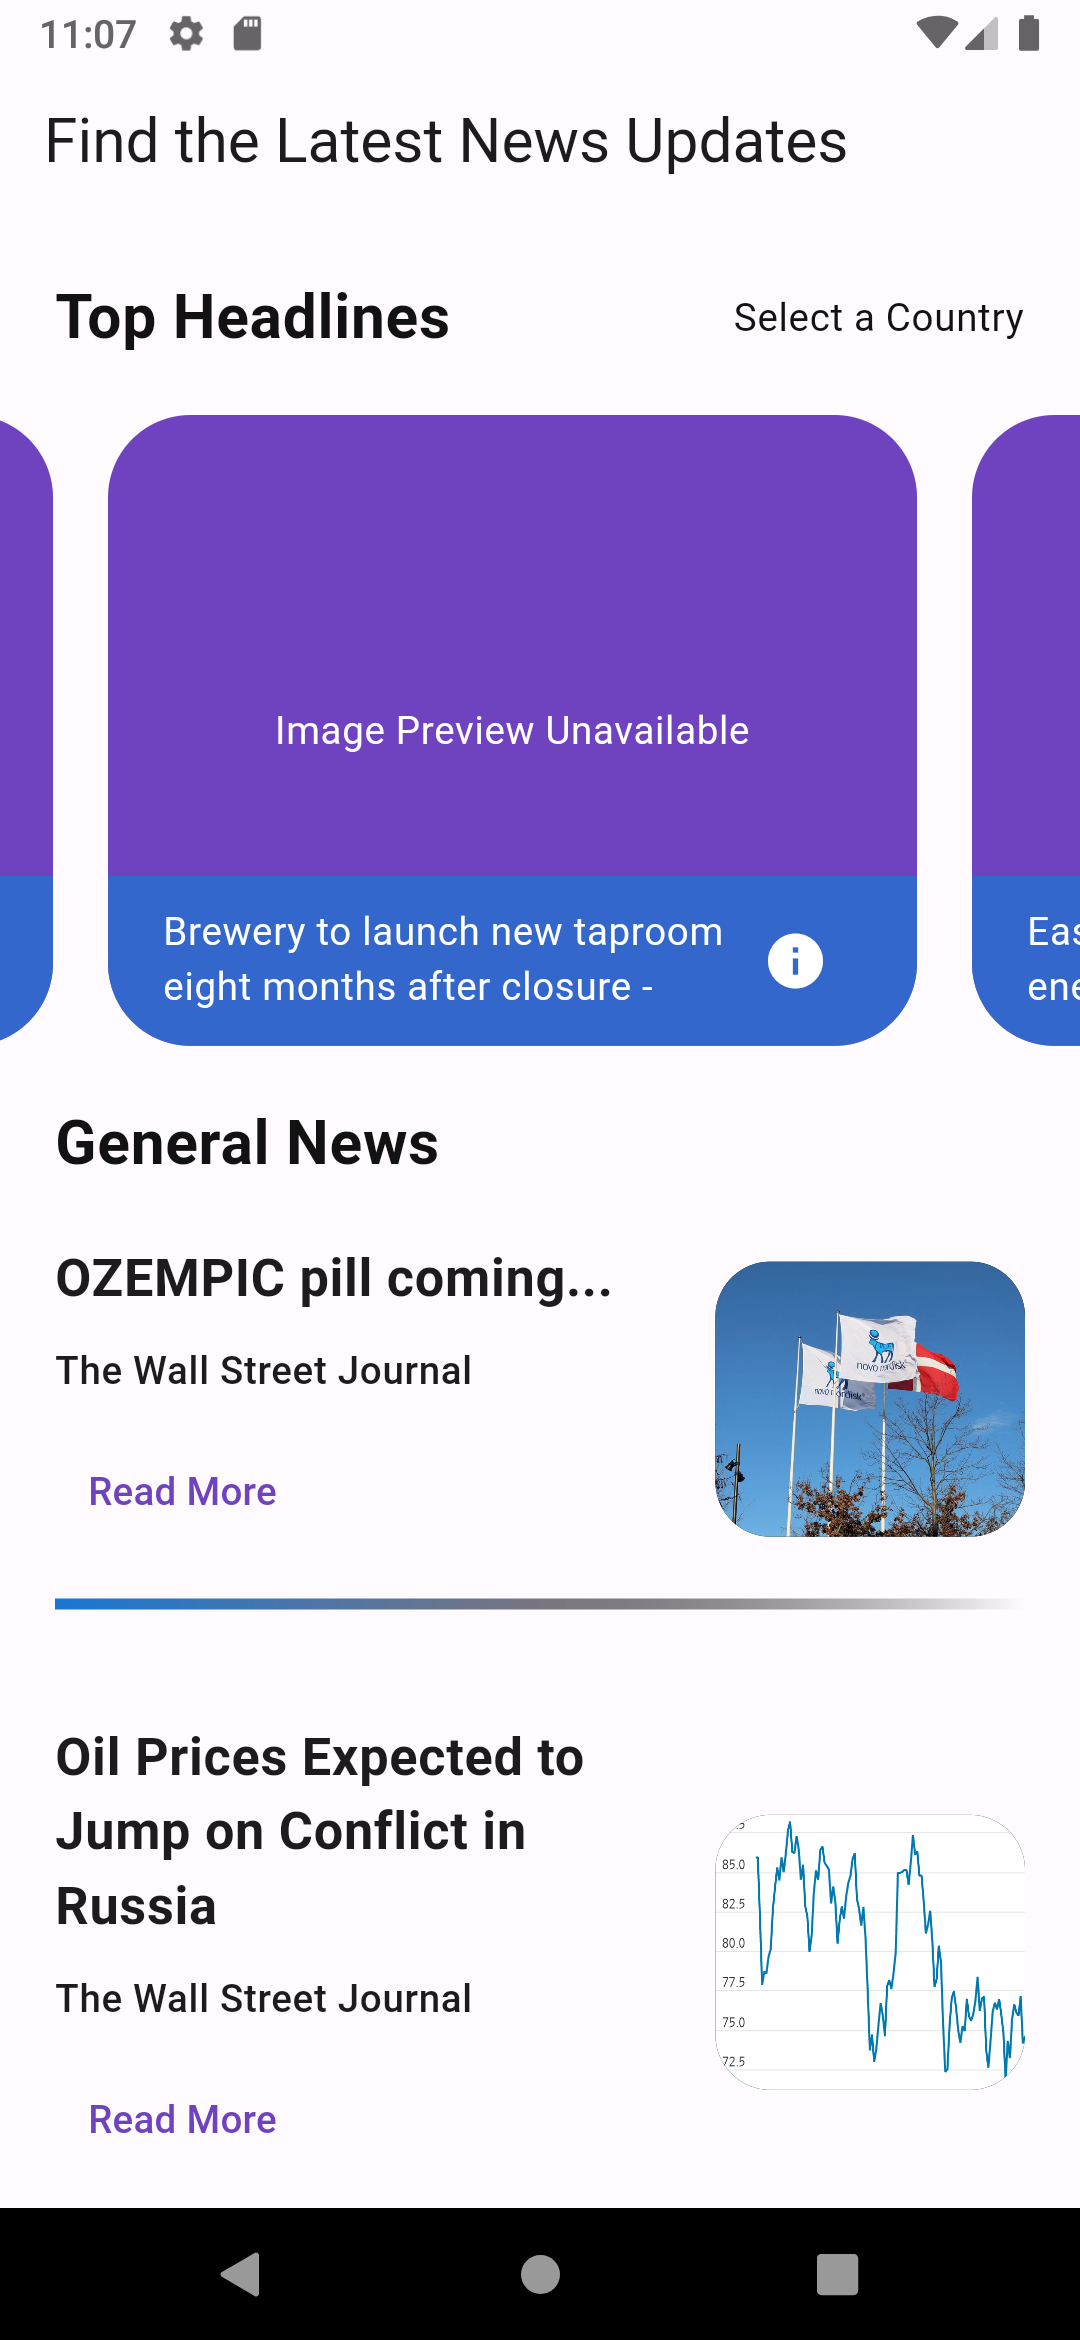 11:07
Find the Latest News Updates
Top Headlines
Select a Country
Image Preview Unavailable
Brewery to launch new taproom
eight months after closure -
Eas
ene
General News
OZEMPIC pill coming...
The Wall Street Journal
novo nordisk
novo nordisk
Read More
Oil Prices Expected to
Jump on Conflict in
Russia
The Wall Street Journal
85.0
82.5
80.0
77.5
75.0
72.5
Read More